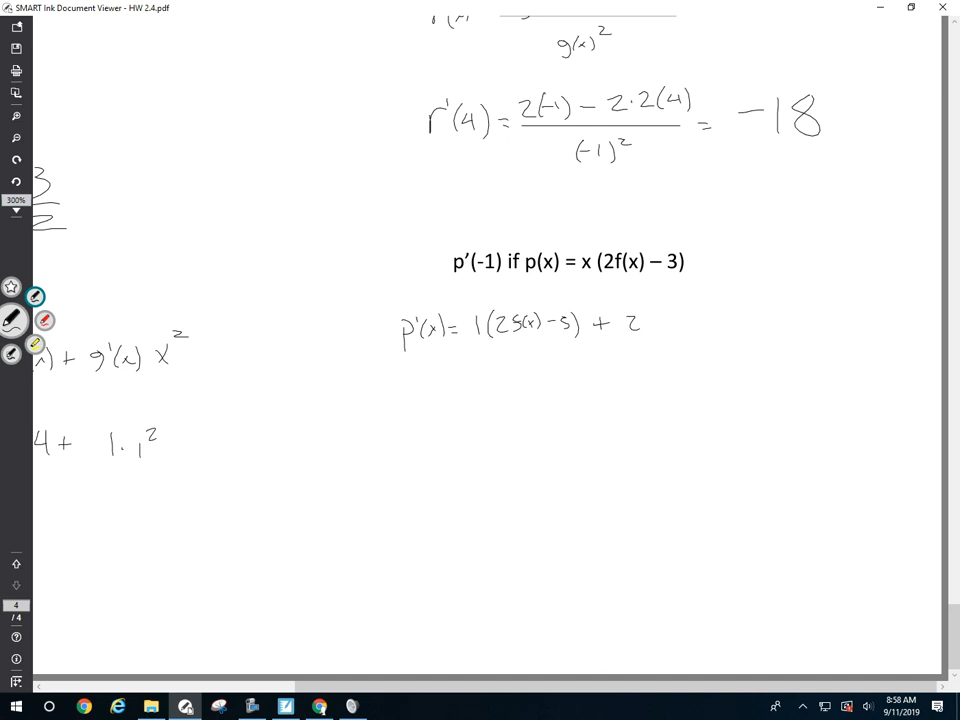 SMART Ink Document Viewer - HW 2.4.pdf
g(x)²
r'(4) = 2(-1) - 2·2(4) / (-1)² = -18
300%
3
2
p’(-1) if p(x) = x (2f(x) – 3)
p'(x) = 1(2f(x) - 3) + 2
x) + g'(x) x²
4 + 1·1²
4
/ 4
8:58 AM
9/11/2019